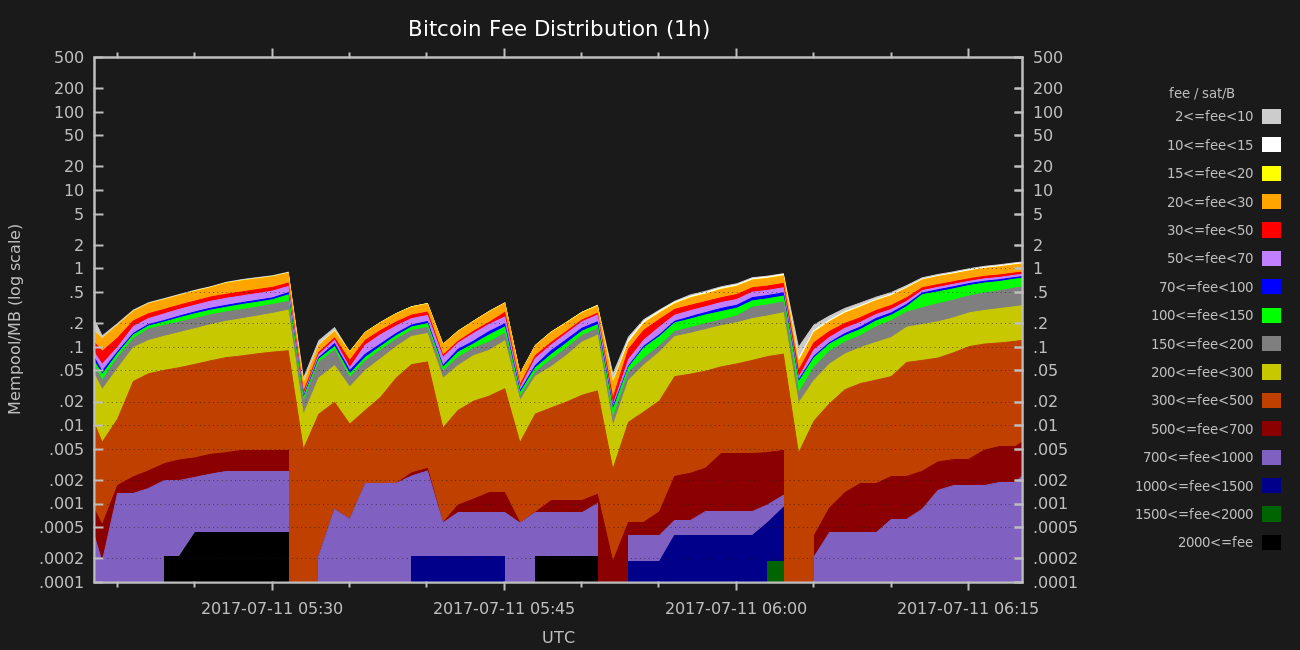 Bitcoin Fee Distribution (1h)
Mempool/MB (log scale)
500
200
100
50
20
10
5
2
1
.5
.2
.1
.05
.02
.01
.005
.002
.001
.0005
.0002
.0001
500
200
100
50
20
10
5
2
1
.5
.2
.1
.05
.02
.01
.005
.002
.001
.0005
.0002
.0001
2017-07-11 05:30
2017-07-11 05:45
2017-07-11 06:00
2017-07-11 06:15
UTC
fee / sat/B
2<=fee<10
10<=fee<15
15<=fee<20
20<=fee<30
30<=fee<50
50<=fee<70
70<=fee<100
100<=fee<150
150<=fee<200
200<=fee<300
300<=fee<500
500<=fee<700
700<=fee<1000
1000<=fee<1500
1500<=fee<2000
2000<=fee